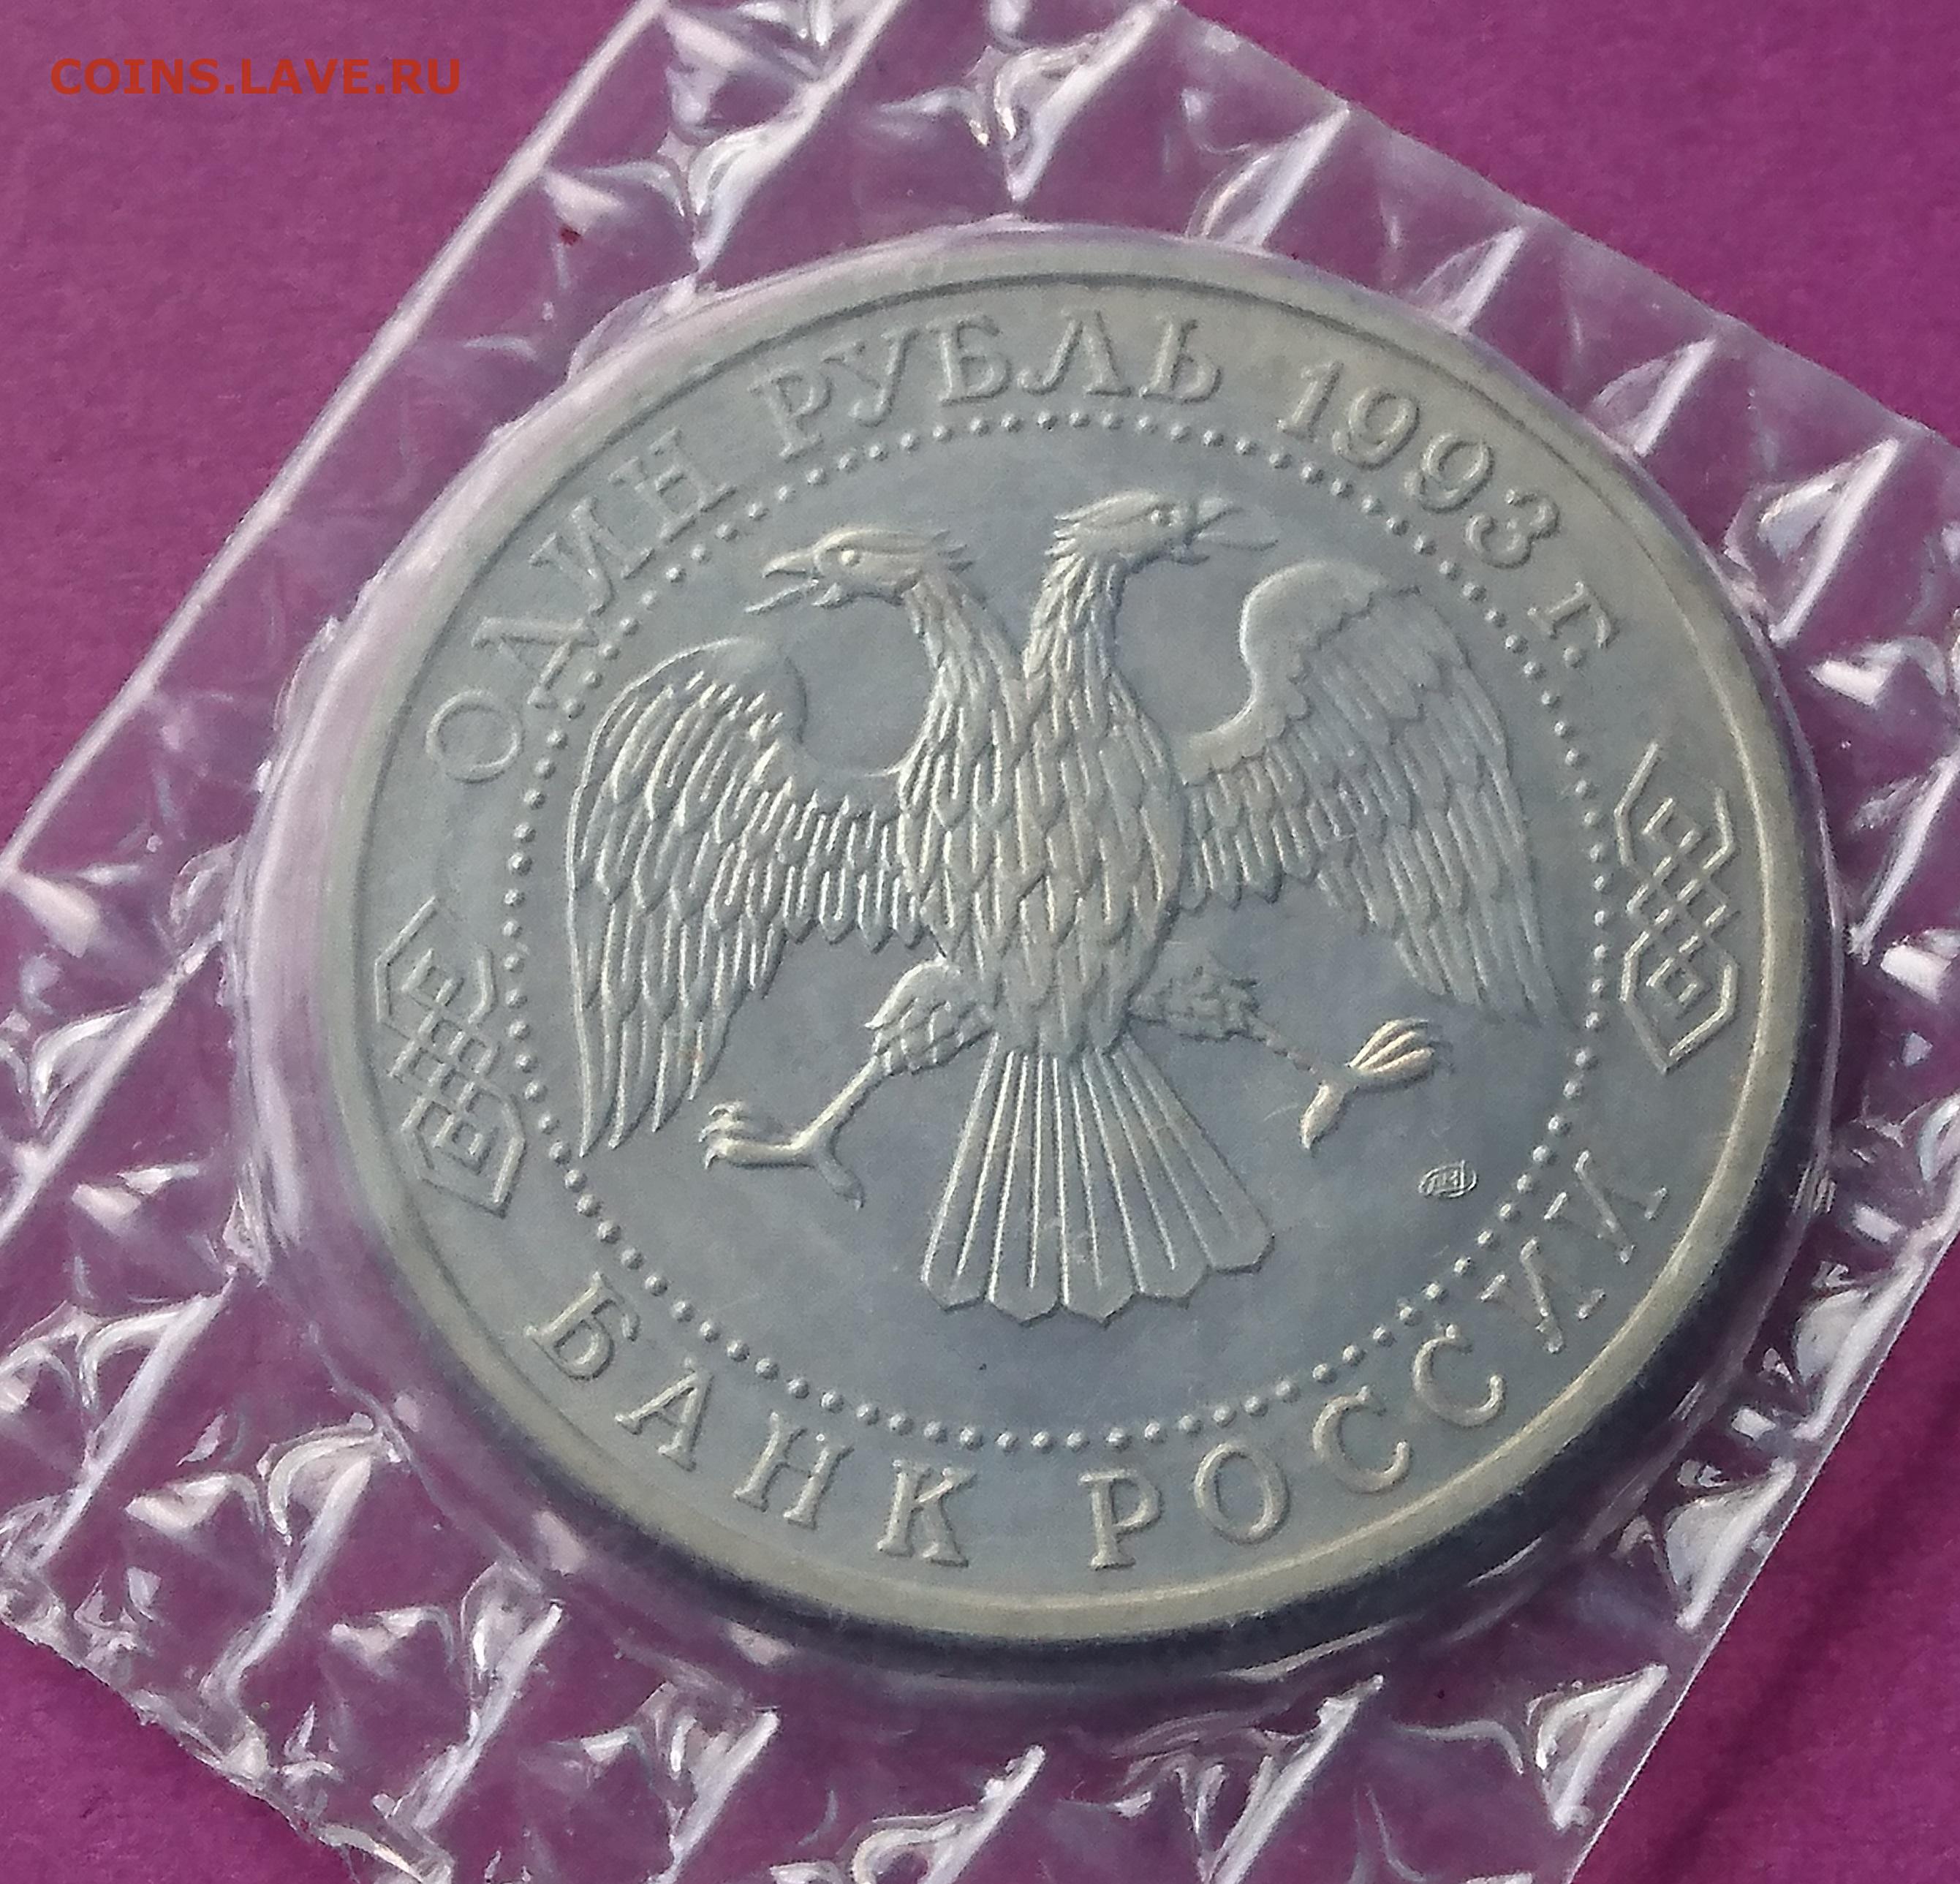 COINS.LAVE.RU
ОДИН РУБЛЬ 1993 г.
БАНК РОССИИ